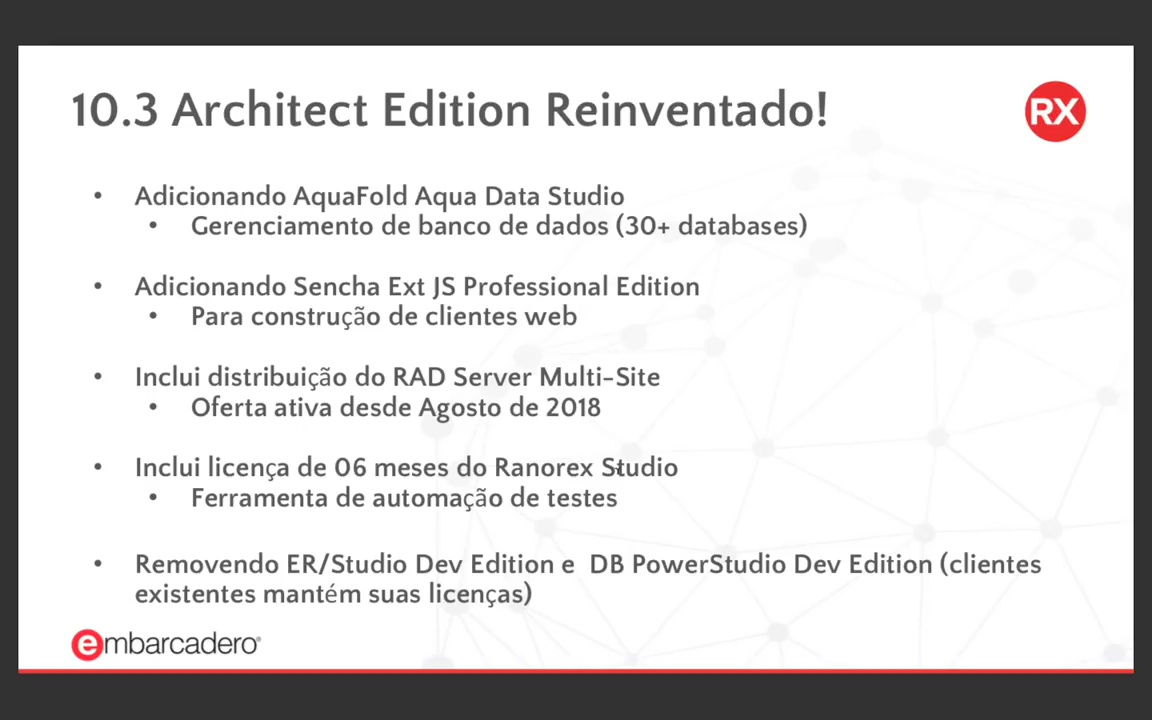 10.3 Architect Edition Reinventado!
RX
• Adicionando AquaFold Aqua Data Studio
• Gerenciamento de banco de dados (30+ databases)
• Adicionando Sencha Ext JS Professional Edition
• Para construção de clientes web
• Inclui distribuição do RAD Server Multi-Site
• Oferta ativa desde Agosto de 2018
• Inclui licença de 06 meses do Ranorex Studio
• Ferramenta de automação de testes
• Removendo ER/Studio Dev Edition e  DB PowerStudio Dev Edition (clientes
existentes mantém suas licenças)
embarcadero®